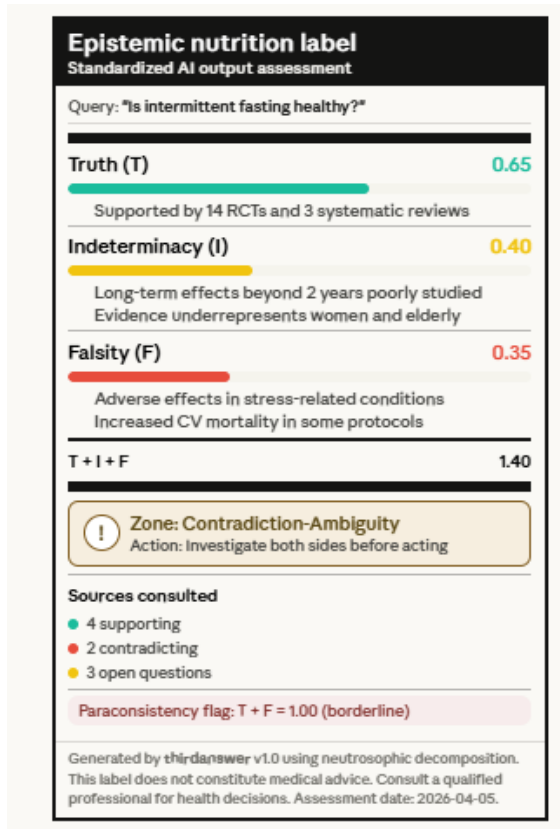 Epistemic nutrition label
Standardized AI output assessment
Query: "Is intermittent fasting healthy?"
Truth (T) 0.65
Supported by 14 RCTs and 3 systematic reviews
Indeterminacy (I) 0.40
Long-term effects beyond 2 years poorly studied
Evidence underrepresents women and elderly
Falsity (F) 0.35
Adverse effects in stress-related conditions
Increased CV mortality in some protocols
T + I + F 1.40
! Zone: Contradiction-Ambiguity
Action: Investigate both sides before acting
Sources consulted
4 supporting
2 contradicting
3 open questions
Paraconsistency flag: T + F = 1.00 (borderline)
Generated by thirdanswer v1.0 using neutrosophic decomposition.
This label does not constitute medical advice. Consult a qualified
professional for health decisions. Assessment date: 2026-04-05.